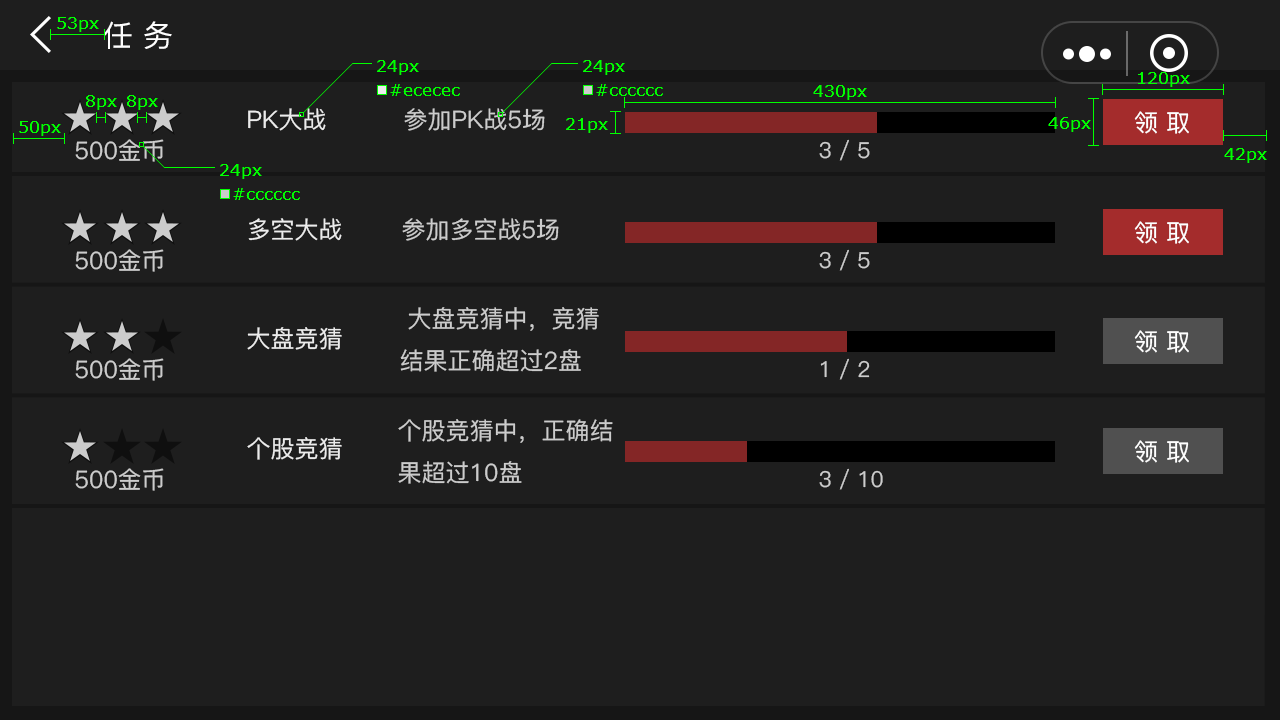 53px
任务
24px
#ececec
24px
#cccccc
8px 8px
430px
120px
50px
PK大战
参加PK战5场
21px
46px
领取
500金币
3 / 5
42px
24px
#cccccc
多空大战
参加多空战5场
领取
500金币
3 / 5
大盘竞猜
大盘竞猜中，竞猜
结果正确超过2盘
领取
500金币
1 / 2
个股竞猜
个股竞猜中，正确结
果超过10盘
领取
500金币
3 / 10